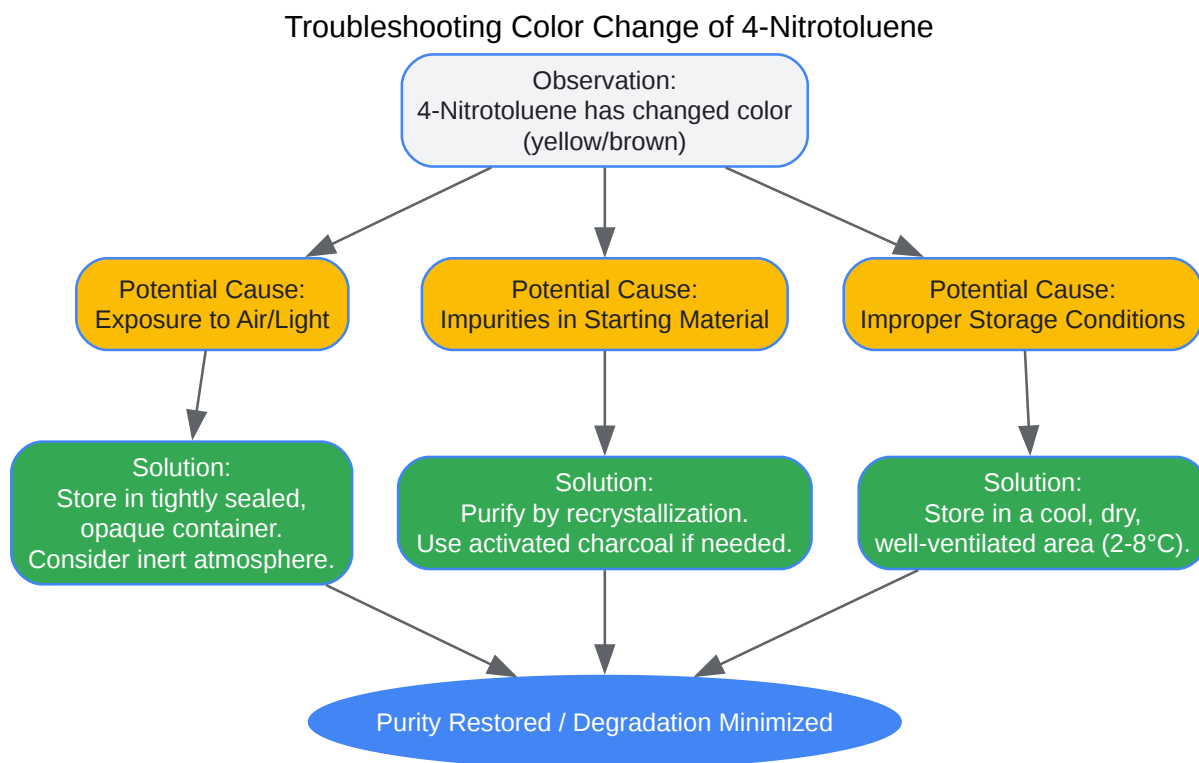 Troubleshooting Color Change of 4-Nitrotoluene
Observation:
4-Nitrotoluene has changed color
(yellow/brown)
Potential Cause:
Exposure to Air/Light
Potential Cause:
Impurities in Starting Material
Potential Cause:
Improper Storage Conditions
Solution:
Store in tightly sealed,
opaque container.
Consider inert atmosphere.
Solution:
Purify by recrystallization.
Use activated charcoal if needed.
Solution:
Store in a cool, dry,
well-ventilated area (2-8°C).
Purity Restored / Degradation Minimized